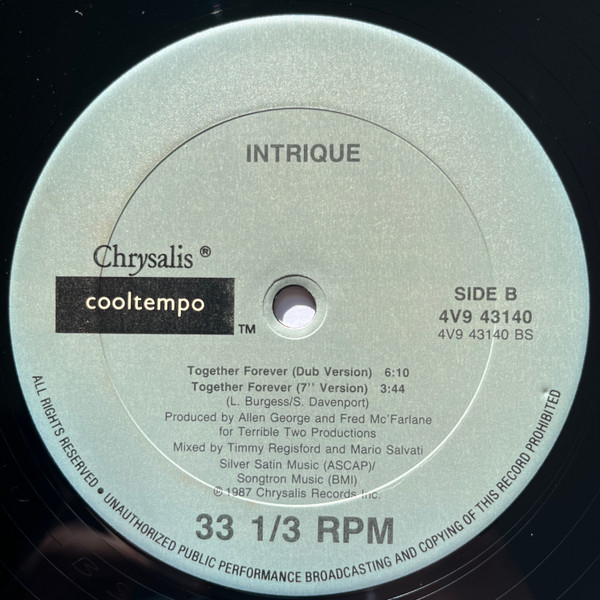 INTRIQUE
Chrysalis ®
cooltempo
TM
SIDE B
4V9 43140
4V9 43140 BS
Together Forever (Dub Version) 6:10
Together Forever (7'' Version) 3:44
(L. Burgess/S. Davenport)
Produced by Allen George and Fred Mc'Farlane
for Terrible Two Productions
Mixed by Timmy Regisford and Mario Salvati
Silver Satin Music (ASCAP)/
Songtron Music (BMI)
©1987 Chrysalis Records Inc.
33 1/3 RPM
ALL RIGHTS RESERVED • UNAUTHORIZED PUBLIC PERFORMANCE BROADCASTING AND COPYING OF THIS RECORD PROHIBITED